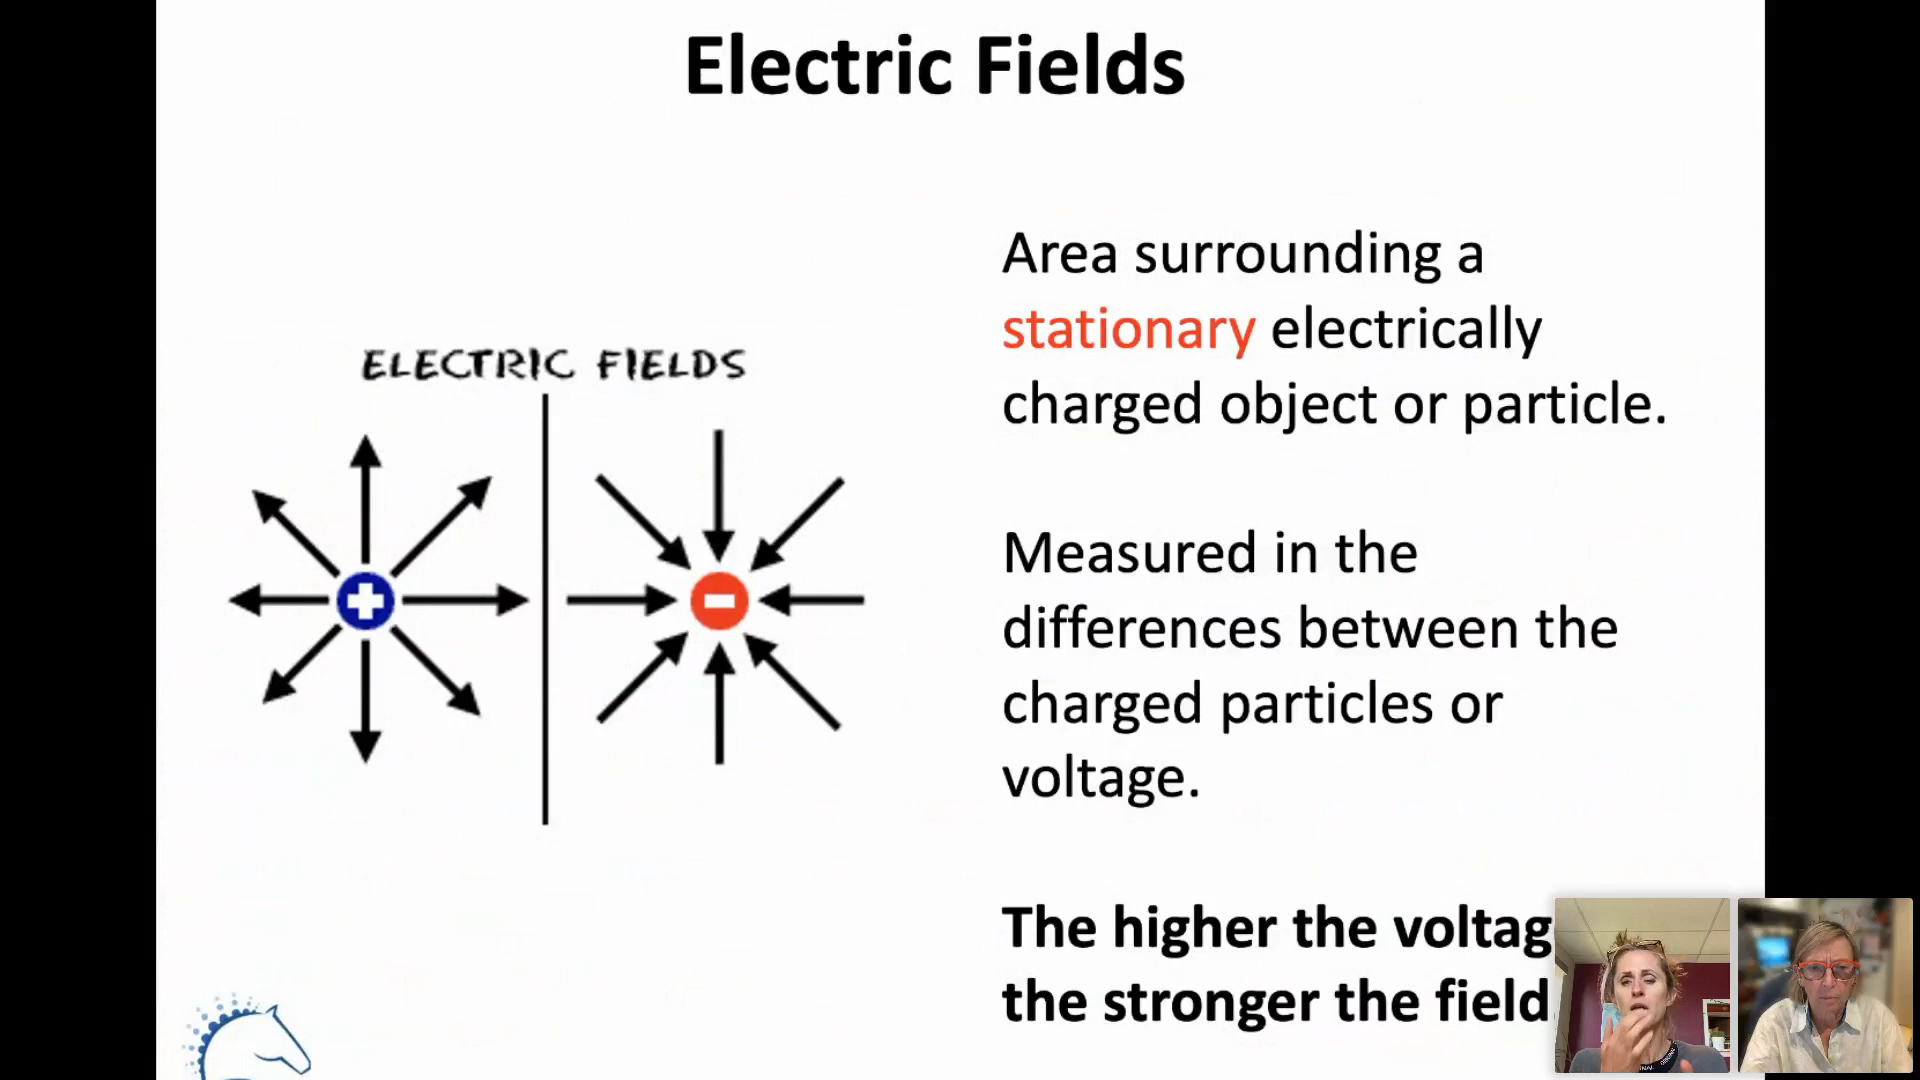 Electric Fields
ELECTRIC FIELDS
Area surrounding a
stationary electrically
charged object or particle.
Measured in the
differences between the
charged particles or
voltage.
The higher the voltag
the stronger the field